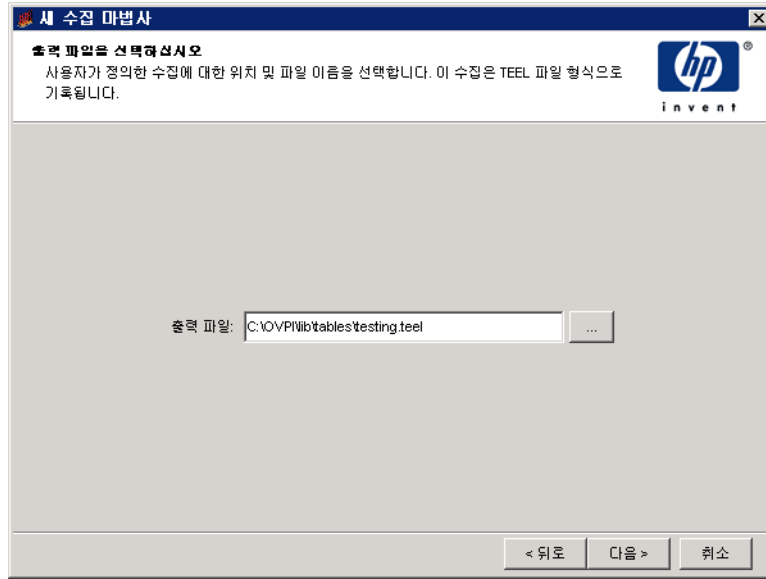 새 수집 마법사
출력 파일을 선택하십시오
사용자가 정의한 수집에 대한 위치 및 파일 이름을 선택합니다. 이 수집은 TEEL 파일 형식으로
기록됩니다.
hp ®
invent
출력 파일: C:\OVPI\lib\tables\testing.teel ...
< 뒤로 다음 > 취소